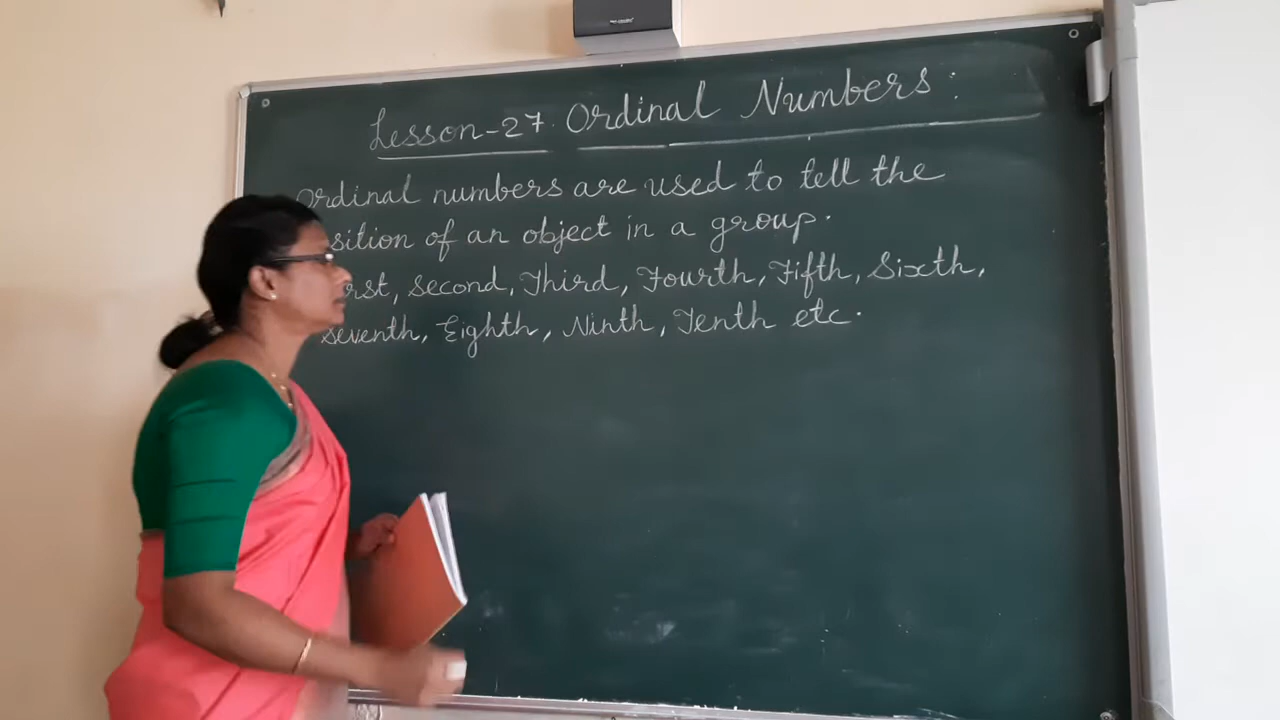 Lesson-27. Ordinal Numbers:
Ordinal numbers are used to tell the
sition of an object in a group.
rst, Second, Third, Fourth, Fifth, Sixth,
Seventh, Eighth, Ninth, Tenth etc.